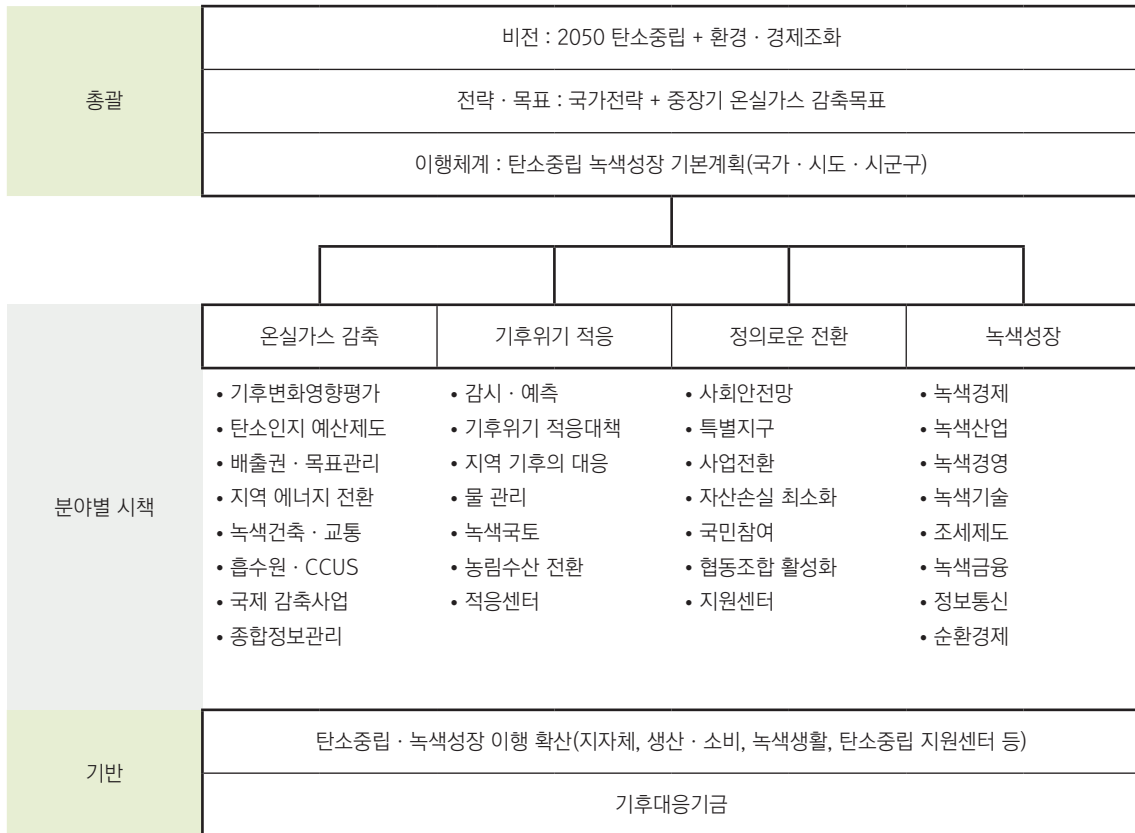 총괄
비전 : 2050 탄소중립 + 환경 · 경제조화
전략 · 목표 : 국가전략 + 중장기 온실가스 감축목표
이행체계 : 탄소중립 녹색성장 기본계획(국가 · 시도 · 시군구)
분야별 시책
온실가스 감축
• 기후변화영향평가
• 탄소인지 예산제도
• 배출권 · 목표관리
• 지역 에너지 전환
• 녹색건축 · 교통
• 흡수원 · CCUS
• 국제 감축사업
• 종합정보관리
기후위기 적응
• 감시 · 예측
• 기후위기 적응대책
• 지역 기후의 대응
• 물 관리
• 녹색국토
• 농림수산 전환
• 적응센터
정의로운 전환
• 사회안전망
• 특별지구
• 사업전환
• 자산손실 최소화
• 국민참여
• 협동조합 활성화
• 지원센터
녹색성장
• 녹색경제
• 녹색산업
• 녹색경영
• 녹색기술
• 조세제도
• 녹색금융
• 정보통신
• 순환경제
기반
탄소중립 · 녹색성장 이행 확산(지자체, 생산 · 소비, 녹색생활, 탄소중립 지원센터 등)
기후대응기금